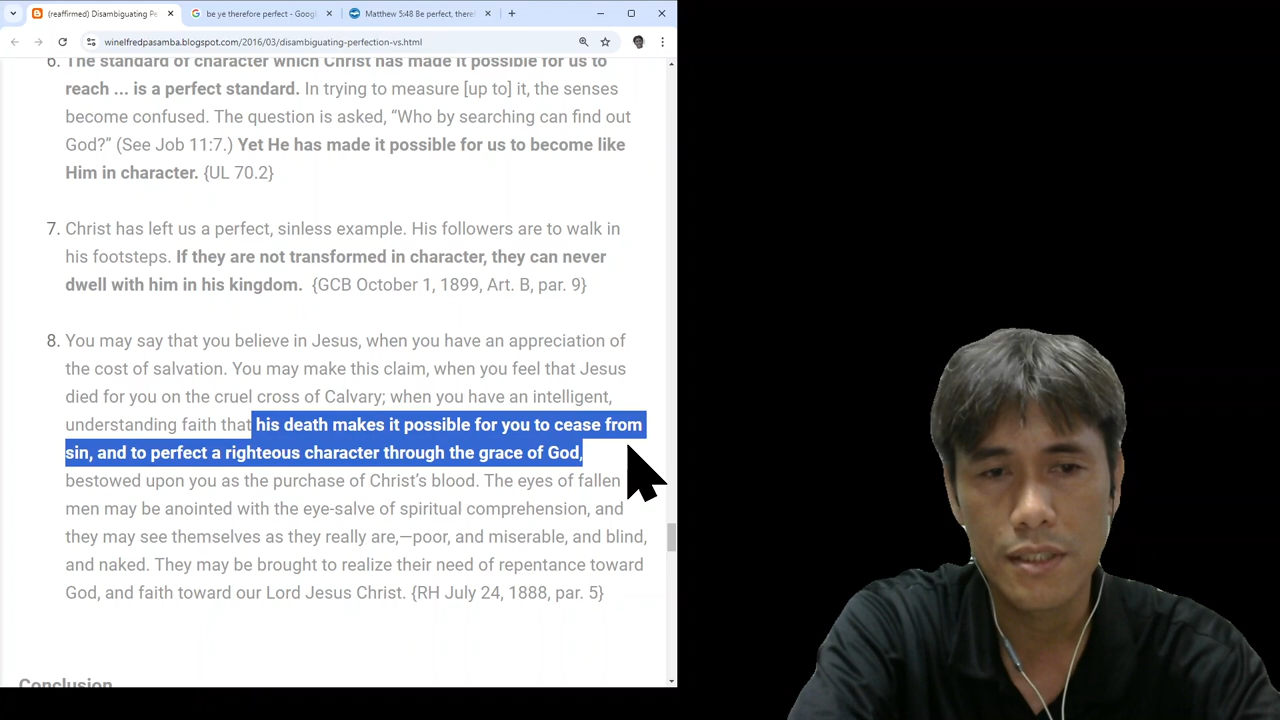 (reaffirmed) Disambiguating Pe
be ye therefore perfect - Googl
Matthew 5:48 Be perfect, theref
winelfredpasamba.blogspot.com/2016/03/disambiguating-perfection-vs.html
6. The standard of character which Christ has made it possible for us to
reach ... is a perfect standard. In trying to measure [up to] it, the senses
become confused. The question is asked, “Who by searching can find out
God?” (See Job 11:7.) Yet He has made it possible for us to become like
Him in character. {UL 70.2}
7. Christ has left us a perfect, sinless example. His followers are to walk in
his footsteps. If they are not transformed in character, they can never
dwell with him in his kingdom. {GCB October 1, 1899, Art. B, par. 9}
8. You may say that you believe in Jesus, when you have an appreciation of
the cost of salvation. You may make this claim, when you feel that Jesus
died for you on the cruel cross of Calvary; when you have an intelligent,
understanding faith that his death makes it possible for you to cease from
sin, and to perfect a righteous character through the grace of God,
bestowed upon you as the purchase of Christ’s blood. The eyes of fallen
men may be anointed with the eye-salve of spiritual comprehension, and
they may see themselves as they really are,—poor, and miserable, and blind,
and naked. They may be brought to realize their need of repentance toward
God, and faith toward our Lord Jesus Christ. {RH July 24, 1888, par. 5}
Conclusion